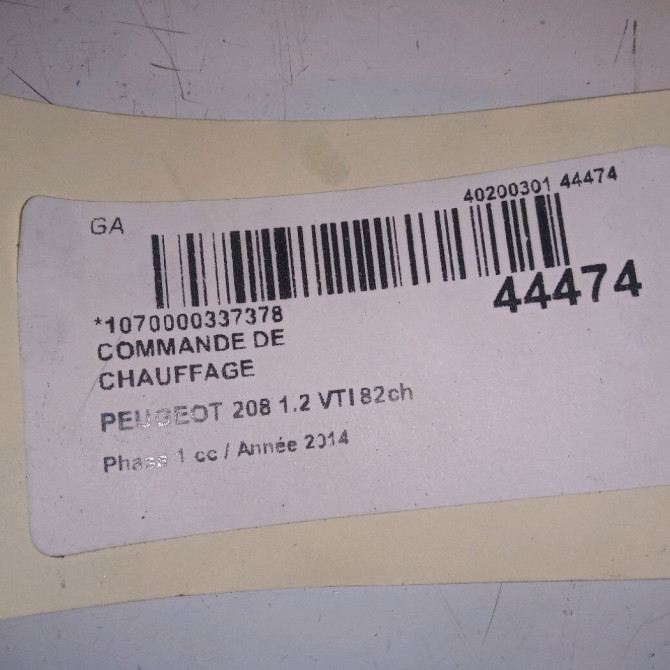 GA
40200301 44474
44474
*1070000337378
COMMANDE DE
CHAUFFAGE
PEUGEOT 208 1.2 VTI 82ch
Phase 1 cc / Année 2014